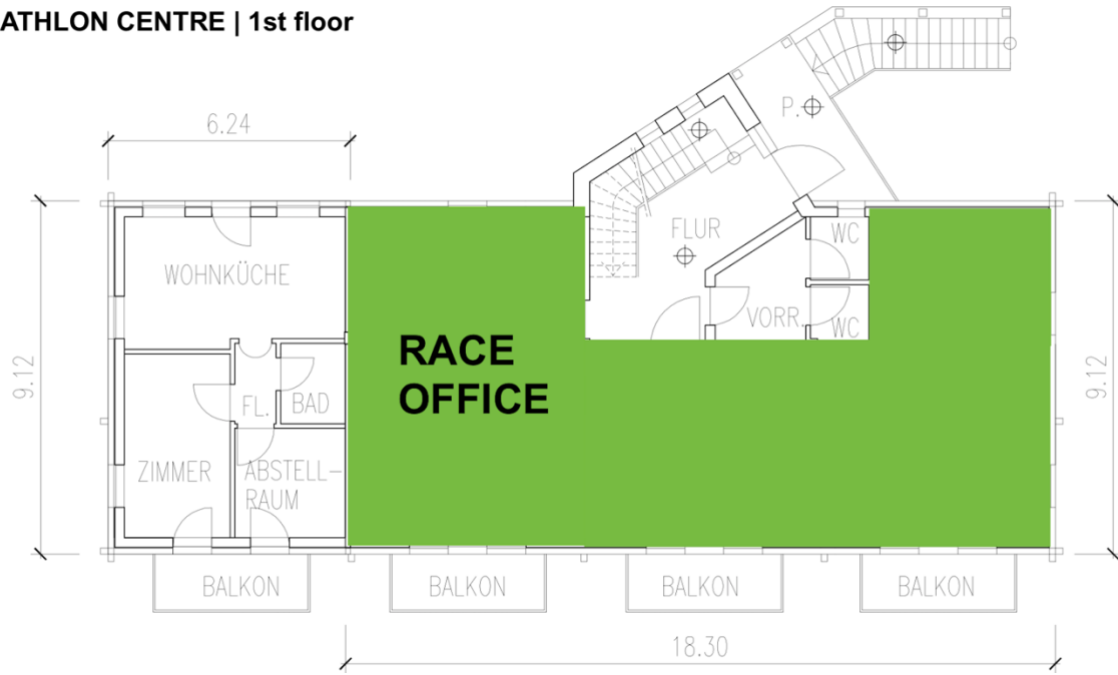 ATHLON CENTRE | 1st floor
6.24
P.
FLUR
WC
WOHNKÜCHE
VORR.
WC
RACE
OFFICE
9.12
9.12
FL.
BAD
ZIMMER
ABSTELL-
RAUM
BALKON
BALKON
BALKON
BALKON
18.30